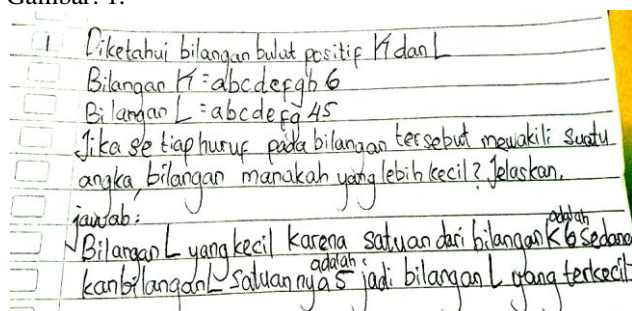 Gambar. 1.
1 Diketahui bilangan bulat positif K dan L
Bilangan K = abcdefgh 6
Bilangan L = abcdefg 45
Jika setiap huruf pada bilangan tersebut mewakili suatu
angka, bilangan manakah yang lebih kecil? Jelaskan.
jawab:
Bilangan L yang kecil karena satuan dari bilangan K adalah 6 sedang
kan bilangan L satuannya adalah 5 jadi bilangan L yang terkecil